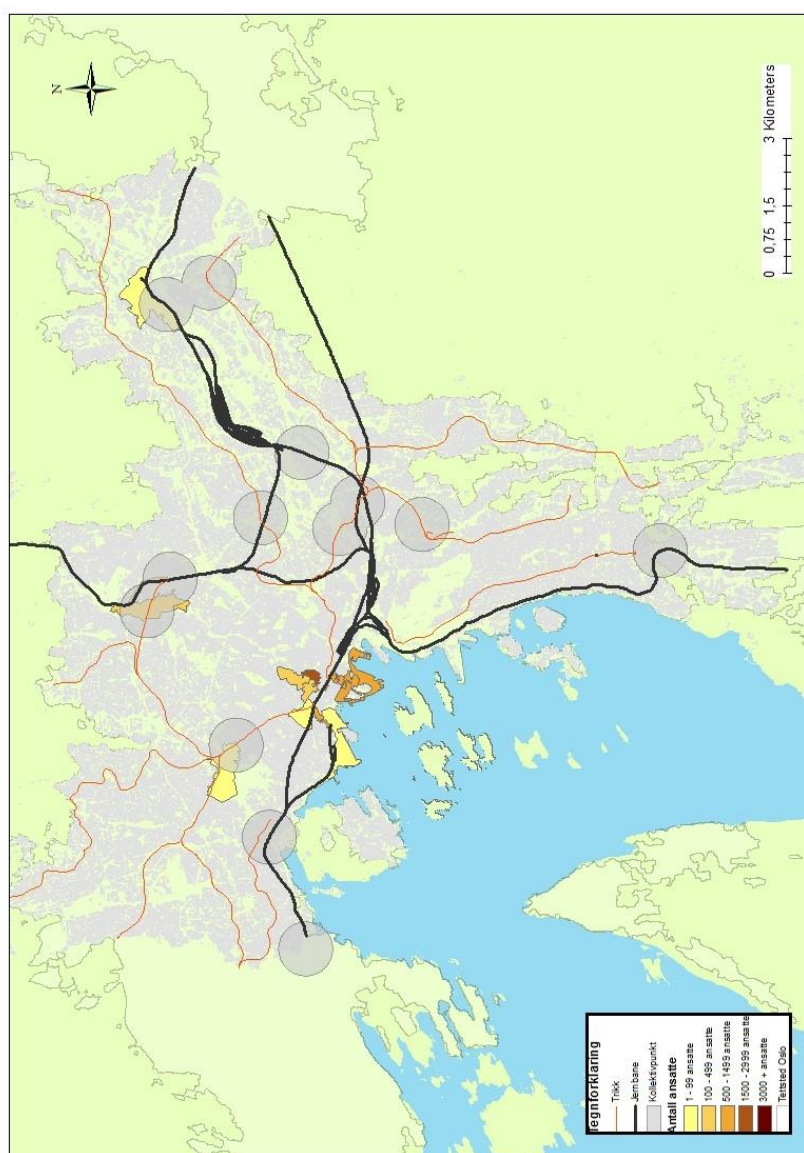 N
0 0,75 1,5 3 Kilometers
Tegnforklaring
Trikk
Jernbane
Kollektivpunkt
Antall ansatte
1 - 99 ansatte
100 - 499 ansatte
500 - 1499 ansatte
1500 - 2999 ansatte
3000 + ansatte
Tettsted Oslo